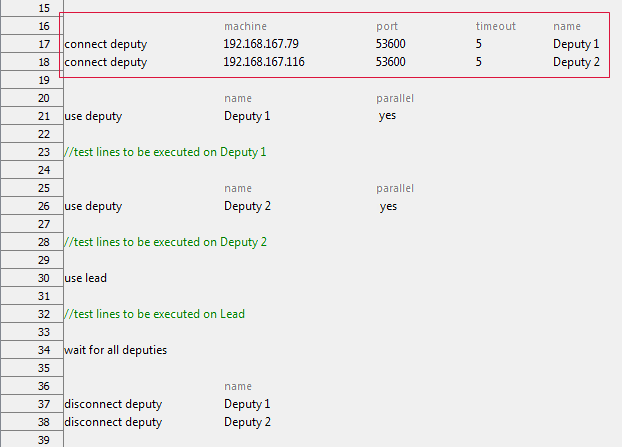 15
16 machine port timeout name
17 connect deputy 192.168.167.79 53600 5 Deputy 1
18 connect deputy 192.168.167.116 53600 5 Deputy 2
19
20 name parallel
21 use deputy Deputy 1 yes
22
23 //test lines to be executed on Deputy 1
24
25 name parallel
26 use deputy Deputy 2 yes
27
28 //test lines to be executed on Deputy 2
29
30 use lead
31
32 //test lines to be executed on Lead
33
34 wait for all deputies
35
36 name
37 disconnect deputy Deputy 1
38 disconnect deputy Deputy 2
39